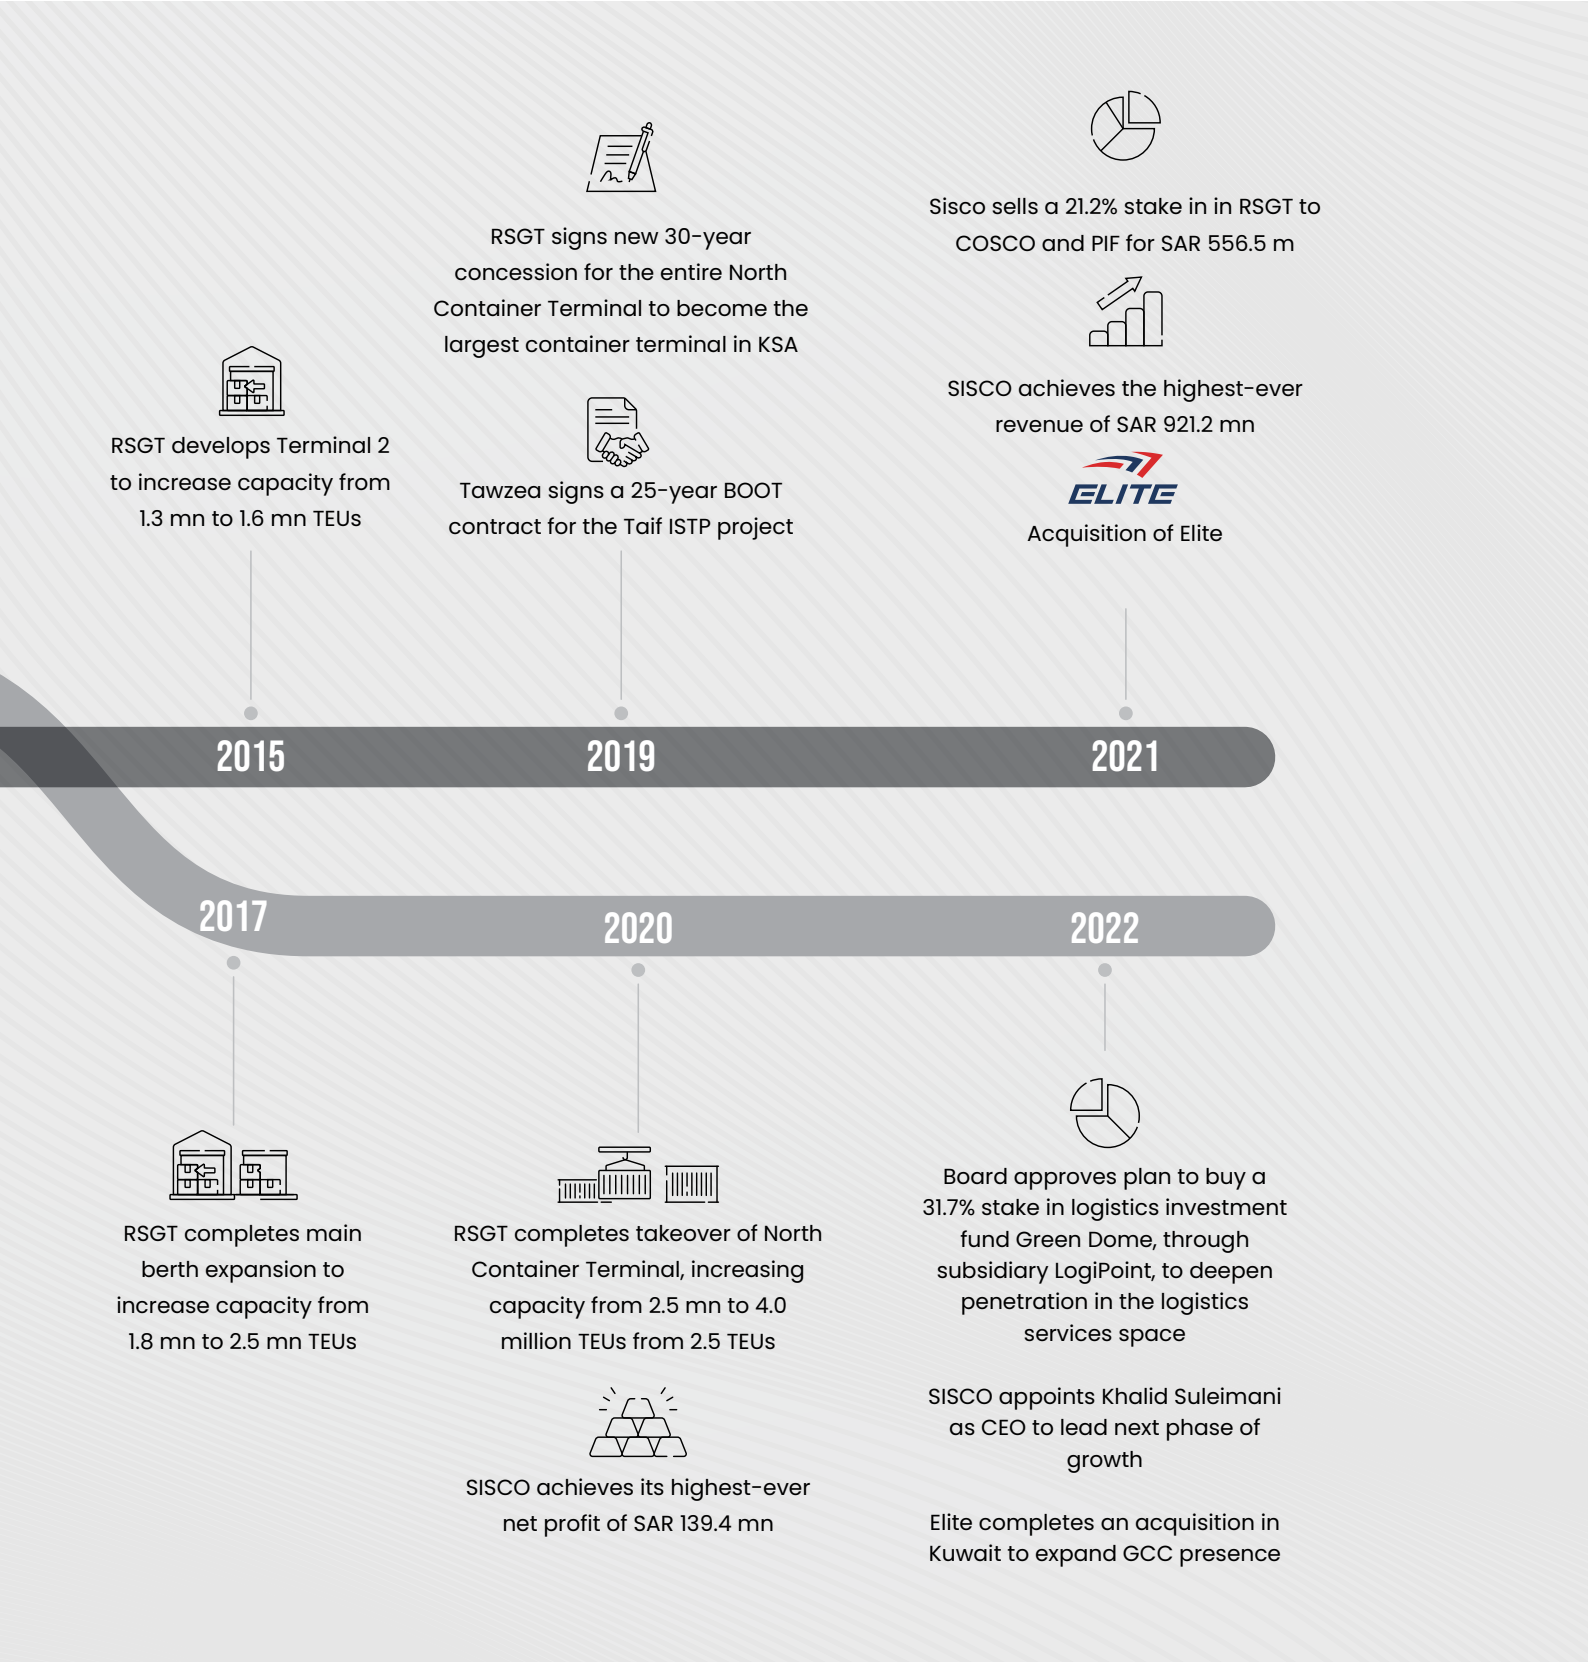 RSGT develops Terminal 2
to increase capacity from
1.3 mn to 1.6 mn TEUs
RSGT signs new 30-year
concession for the entire North
Container Terminal to become the
largest container terminal in KSA
Tawzea signs a 25-year BOOT
contract for the Taif ISTP project
Sisco sells a 21.2% stake in in RSGT to
COSCO and PIF for SAR 556.5 m
SISCO achieves the highest-ever
revenue of SAR 921.2 mn
ELITE
Acquisition of Elite
2015
2019
2021
2017
2020
2022
RSGT completes main
berth expansion to
increase capacity from
1.8 mn to 2.5 mn TEUs
RSGT completes takeover of North
Container Terminal, increasing
capacity from 2.5 mn to 4.0
million TEUs from 2.5 TEUs
SISCO achieves its highest-ever
net profit of SAR 139.4 mn
Board approves plan to buy a
31.7% stake in logistics investment
fund Green Dome, through
subsidiary LogiPoint, to deepen
penetration in the logistics
services space
SISCO appoints Khalid Suleimani
as CEO to lead next phase of
growth
Elite completes an acquisition in
Kuwait to expand GCC presence